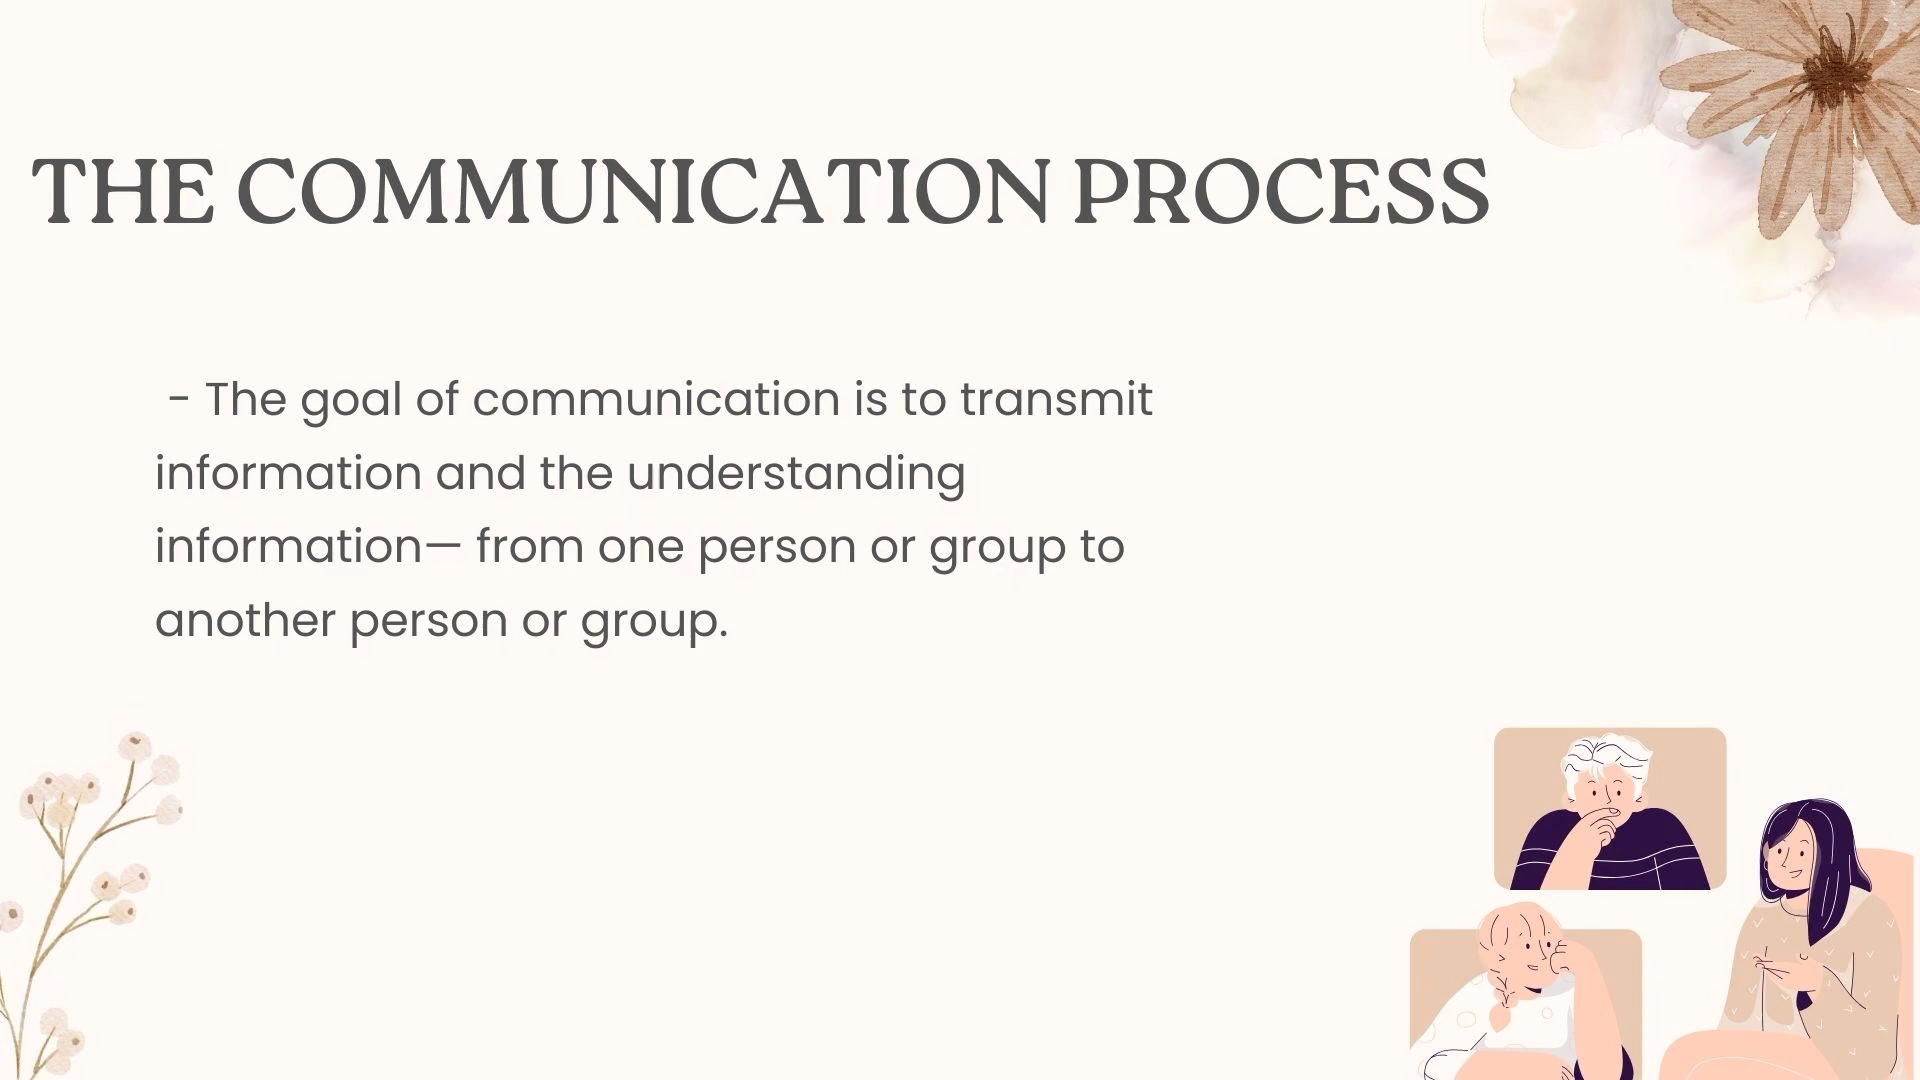 THE COMMUNICATION PROCESS
- The goal of communication is to transmit
information and the understanding
information— from one person or group to
another person or group.